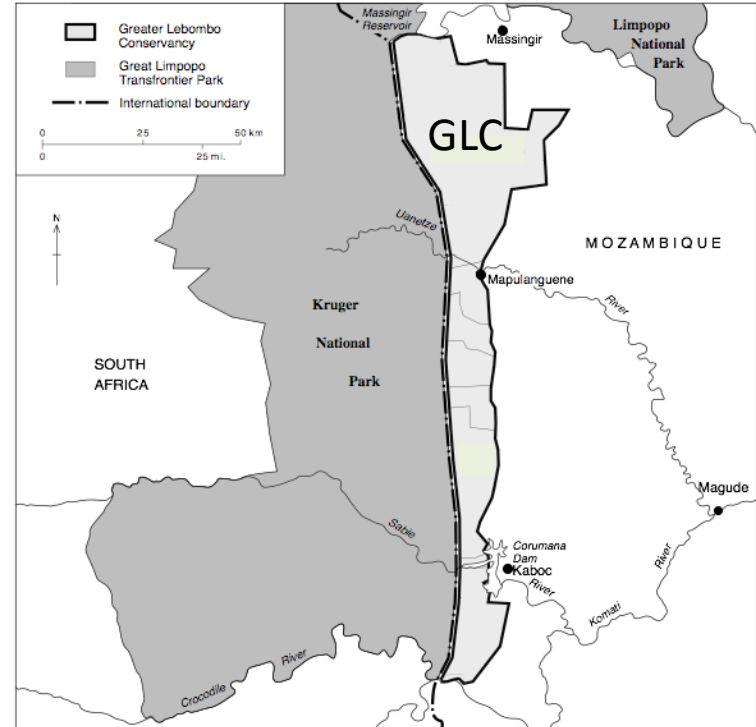 Greater Lebombo
Conservancy
Great Limpopo
Transfrontier Park
International boundary
0 25 50 km
0 25 mi.
N
Massingir
Reservoir
Massingir
Limpopo
National
Park
GLC
Uanetze
MOZAMBIQUE
Mapulanguene
River
Kruger
National
Park
SOUTH
AFRICA
Magude
Sabie
Corumana
Dam
Kaboc
River
River
Komati
River
Crocodile